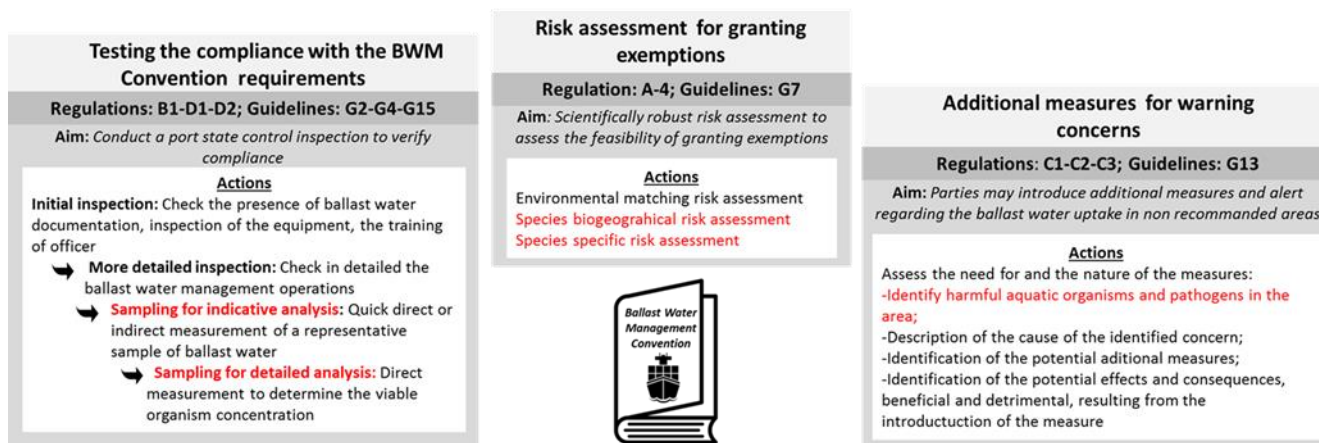 Testing the compliance with the BWM
Convention requirements
Regulations: B1-D1-D2; Guidelines: G2-G4-G15
Aim: Conduct a port state control inspection to verify
compliance
Actions
Initial inspection: Check the presence of ballast water
documentation, inspection of the equipment, the training
of officer
More detailed inspection: Check in detailed the
ballast water management operations
Sampling for indicative analysis: Quick direct or
indirect measurement of a representative
sample of ballast water
Sampling for detailed analysis: Direct
measurement to determine the viable
organism concentration
Risk assessment for granting
exemptions
Regulation: A-4; Guidelines: G7
Aim: Scientifically robust risk assessment to
assess the feasibility of granting exemptions
Actions
Environmental matching risk assessment
Species biogeograhical risk assessment
Species specific risk assessment
Ballast Water
Management
Convention
Additional measures for warning
concerns
Regulations: C1-C2-C3; Guidelines: G13
Aim: Parties may introduce additional measures and alert
regarding the ballast water uptake in non recommanded areas
Actions
Assess the need for and the nature of the measures:
-Identify harmful aquatic organisms and pathogens in the
area;
-Description of the cause of the identified concern;
-Identification of the potential aditional measures;
-Identification of the potential effects and consequences,
beneficial and detrimental, resulting from the
introductuction of the measure